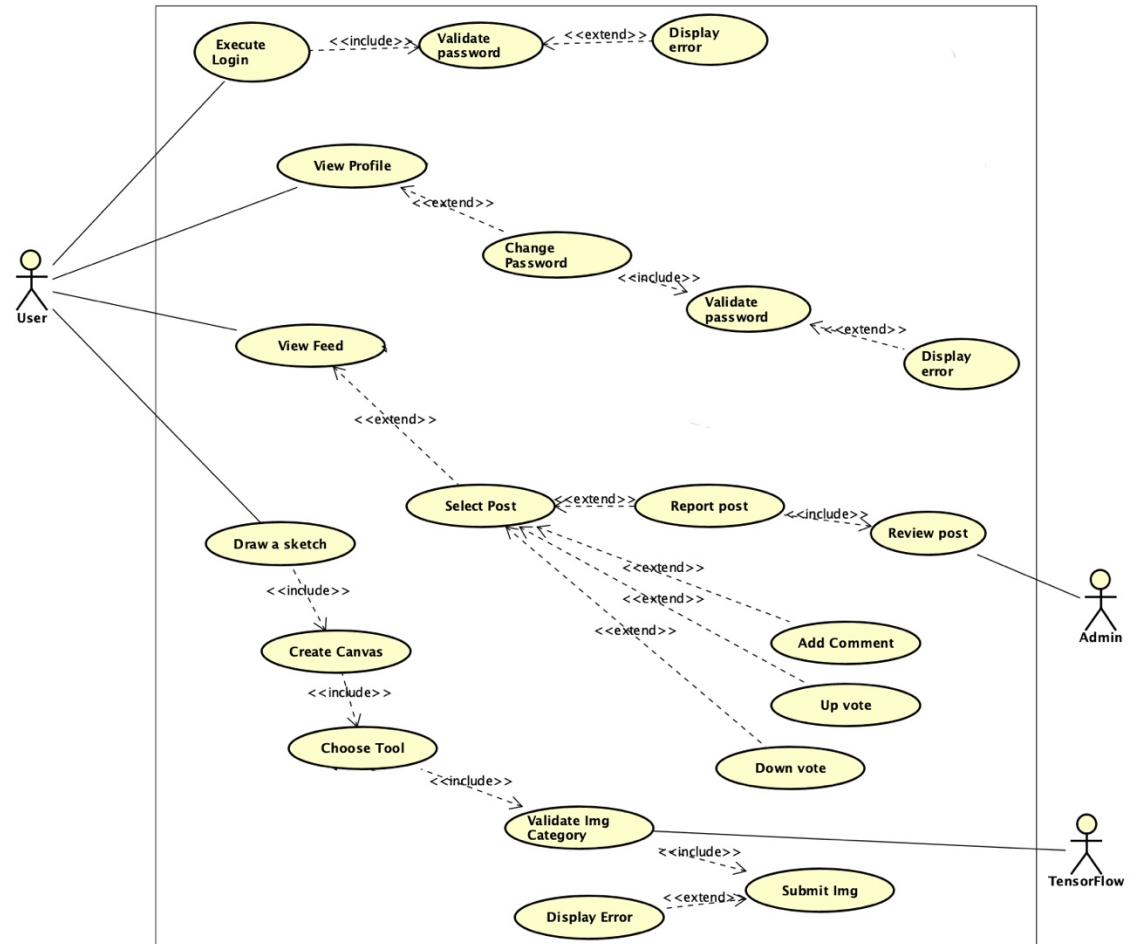 Execute
Login
<<include>>
Validate
password
<<extend>>
Display
error
View Profile
<<extend>>
Change
Password
<<include>>
Validate
password
<<extend>>
Display
error
User
View Feed
<<extend>>
Select Post
<<extend>>
Report post
<<include>>
Review post
Draw a sketch
<<include>>
<<extend>>
<<extend>>
<<extend>>
Admin
Create Canvas
Add Comment
<<include>>
Up vote
Choose Tool
Down vote
<<include>>
Validate Img
Category
<<include>>
TensorFlow
Submit Img
<<extend>>
Display Error